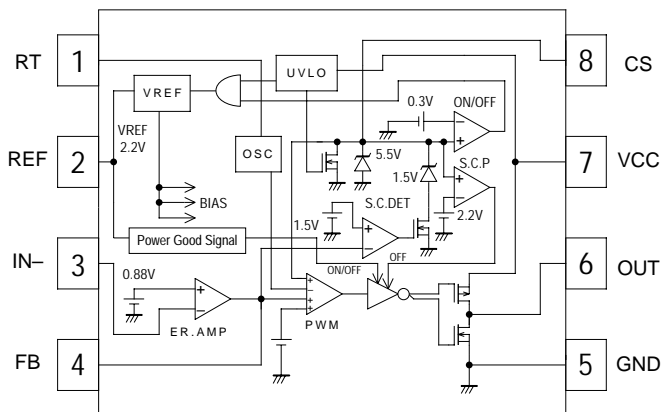 1
RT
8
CS
VREF
UVLO
0.3V
ON/OFF
VREF
2.2V
OSC
2
REF
5.5V
1.5V
S.C.P
7
VCC
BIAS
S.C.DET
1.5V
2.2V
Power Good Signal
3
IN–
6
OUT
ON/OFF
OFF
0.88V
ER.AMP
PWM
4
FB
5
GND
+
−
+
−
+
−
+
−
−
−
+
+